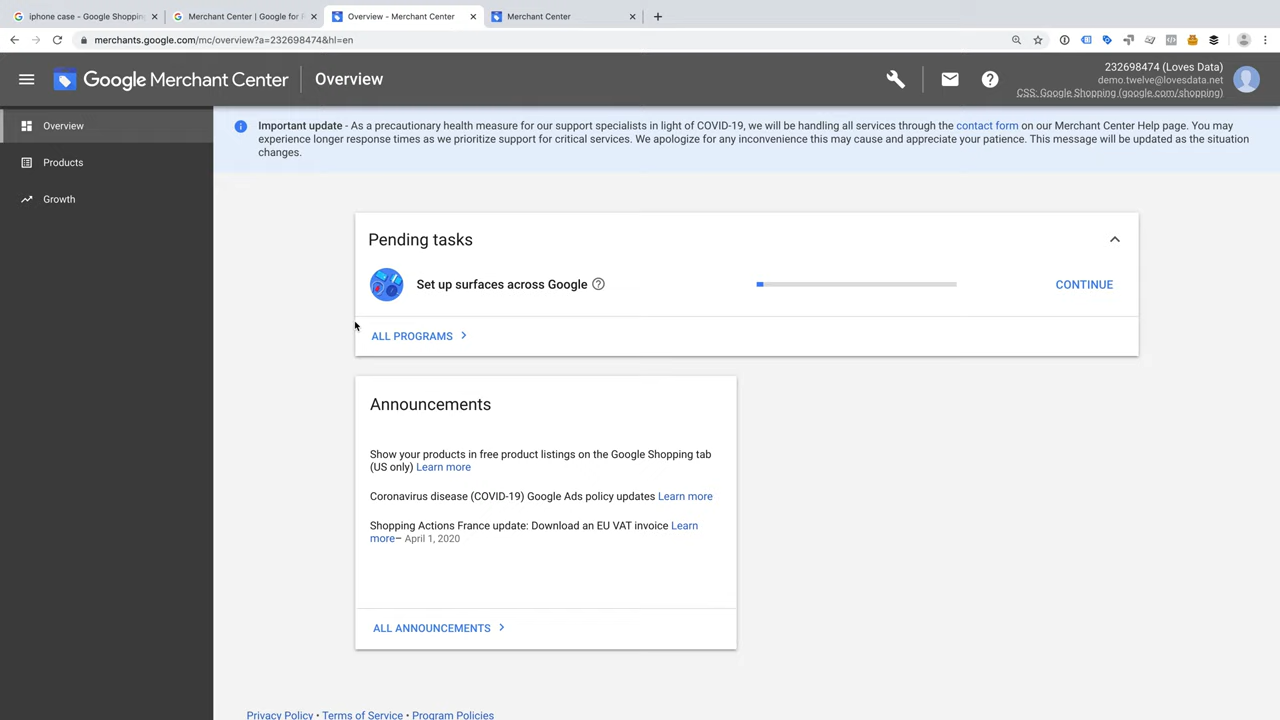 iphone case - Google Shopping
Merchant Center | Google for R
Overview - Merchant Center
Merchant Center
merchants.google.com/mc/overview?a=232698474&hl=en
Google Merchant Center
Overview
232698474 (Loves Data)
demo.twelve@lovesdata.net
CSS: Google Shopping (google.com/shopping)
Overview
Products
Growth
Important update - As a precautionary health measure for our support specialists in light of COVID-19, we will be handling all services through the contact form on our Merchant Center Help page. You may
experience longer response times as we prioritize support for critical services. We apologize for any inconvenience this may cause and appreciate your patience. This message will be updated as the situation
changes.
Pending tasks
Set up surfaces across Google
CONTINUE
ALL PROGRAMS
Announcements
Show your products in free product listings on the Google Shopping tab
(US only) Learn more
Coronavirus disease (COVID-19) Google Ads policy updates Learn more
Shopping Actions France update: Download an EU VAT invoice Learn
more– April 1, 2020
ALL ANNOUNCEMENTS
Privacy Policy • Terms of Service • Program Policies